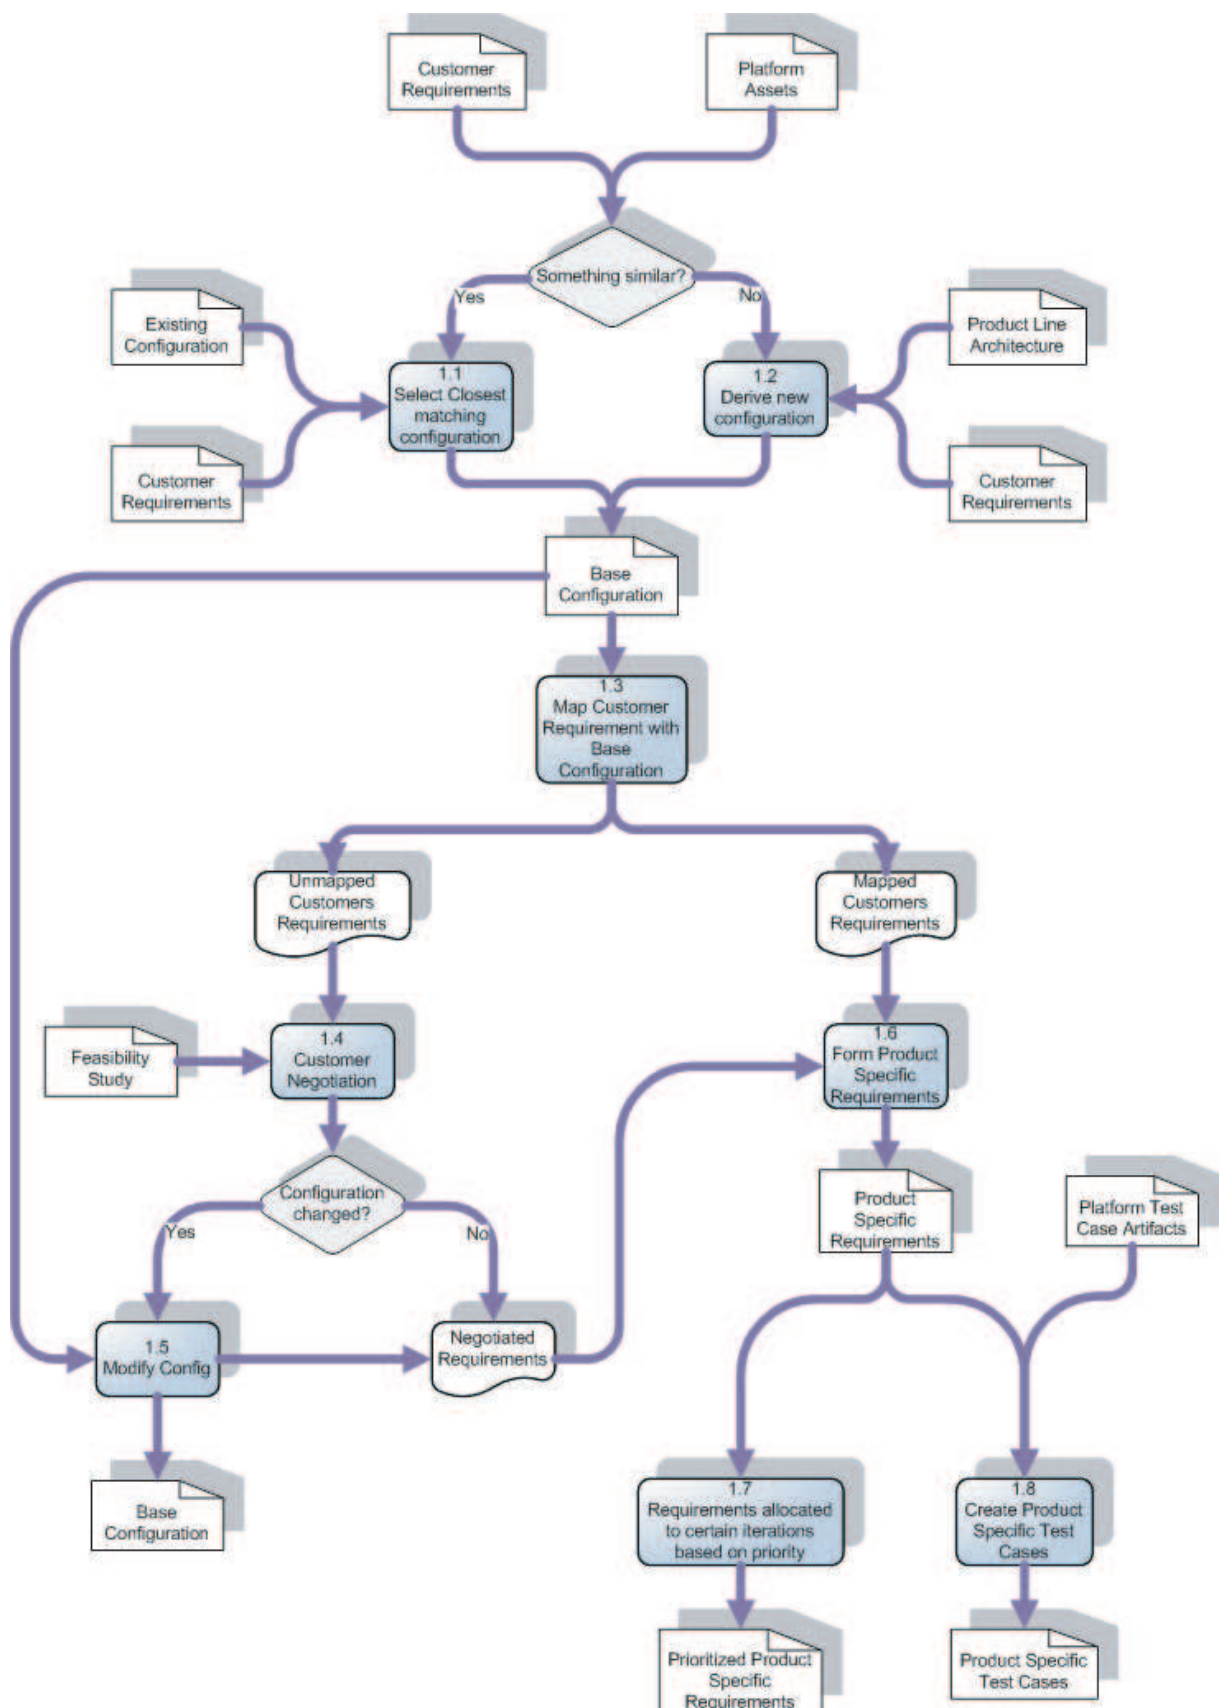 Customer
Requirements
Platform
Assets
Something similar?
Yes
No
Existing
Configuration
Product Line
Architecture
1.1
Select Closest
matching
configuration
1.2
Derive new
configuration
Customer
Requirements
Customer
Requirements
Base
Configuration
1.3
Map Customer
Requirement with
Base
Configuration
Unmapped
Customers
Requirements
Mapped
Customers
Requirements
Feasibility
Study
1.4
Customer
Negotiation
1.6
Form Product
Specific
Requirements
Configuration
changed?
Yes
No
Product
Specific
Requirements
Platform Test
Case Artifacts
1.5
Modify Config
Negotiated
Requirements
Base
Configuration
1.7
Requirements allocated
to certain iterations
based on priority
1.8
Create Product
Specific Test
Cases
Prioritized Product
Specific
Requirements
Product Specific
Test Cases